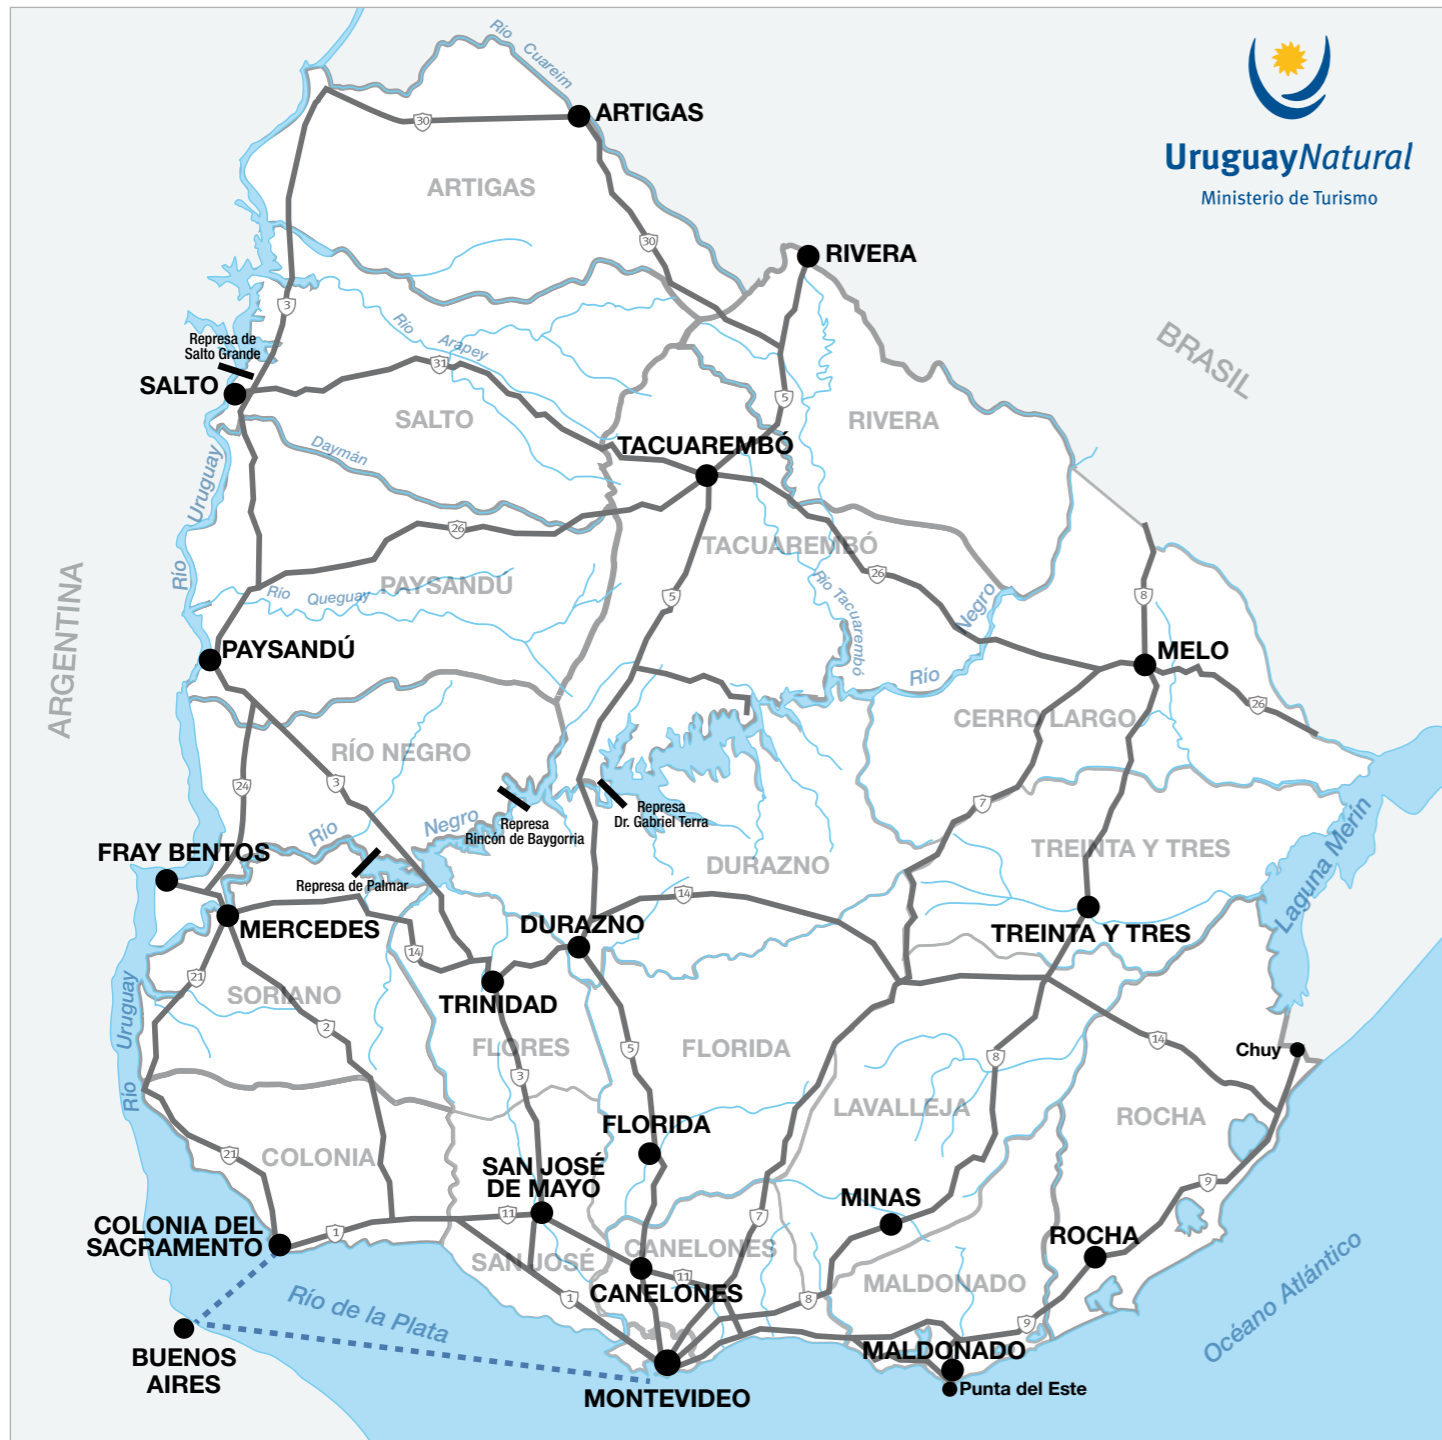 Río Cuareim
ARTIGAS
30
ARTIGAS
UruguayNatural
Ministerio de Turismo
30
RIVERA
3
Represa de
Salto Grande
Río Arapey
BRASIL
31
SALTO
5
SALTO
RIVERA
TACUAREMBÓ
Daymán
Río Uruguay
26
TACUAREMBÓ
26
ARGENTINA
PAYSANDÚ
Río Queguay
5
Río Tacuarembó
8
PAYSANDÚ
MELO
Río Negro
26
CERRO LARGO
RÍO NEGRO
3
24
7
Represa
Dr. Gabriel Terra
Represa
Rincón de Baygorria
Río Negro
Laguna Merín
TREINTA Y TRES
FRAY BENTOS
Represa de Palmar
DURAZNO
14
MERCEDES
DURAZNO
TREINTA Y TRES
14
21
TRINIDAD
SORIANO
Río Uruguay
2
FLORES
5
FLORIDA
8
14
Chuy
3
LAVALLEJA
ROCHA
FLORIDA
21
COLONIA
SAN JOSÉ
DE MAYO
9
MINAS
11
7
COLONIA DEL
SACRAMENTO
1
ROCHA
CANELONES
SAN JOSÉ
11
MALDONADO
CANELONES
1
8
Río de la Plata
9
Océano Atlántico
BUENOS
AIRES
MALDONADO
MONTEVIDEO
Punta del Este